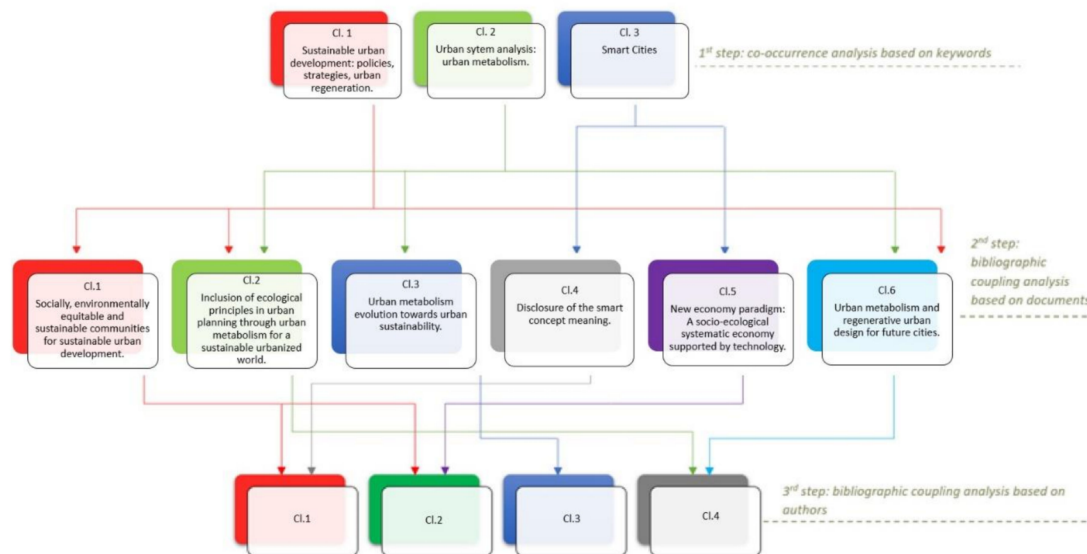 Cl. 1
Sustainable urban
development: policies,
strategies, urban
regeneration.
Cl. 2
Urban sytem analysis:
urban metabolism.
Cl. 3
Smart Cities
1st step: co-occurrence analysis based on keywords
Cl.1
Socially, environmentally
equitable and
sustainable communities
for sustainable urban
development.
Cl.2
Inclusion of ecological
principles in urban
planning through urban
metabolism for a
sustainable urbanized
world.
Cl.3
Urban metabolism
evolution towards urban
sustainability.
Cl.4
Disclosure of the smart
concept meaning.
Cl.5
New economy paradigm:
A socio-ecological
systematic economy
supported by technology.
Cl.6
Urban metabolism and
regenerative urban
design for future cities.
2nd step:
bibliographic
coupling analysis
based on documents
Cl.1
Cl.2
Cl.3
Cl.4
3rd step: bibliographic coupling analysis based on
authors